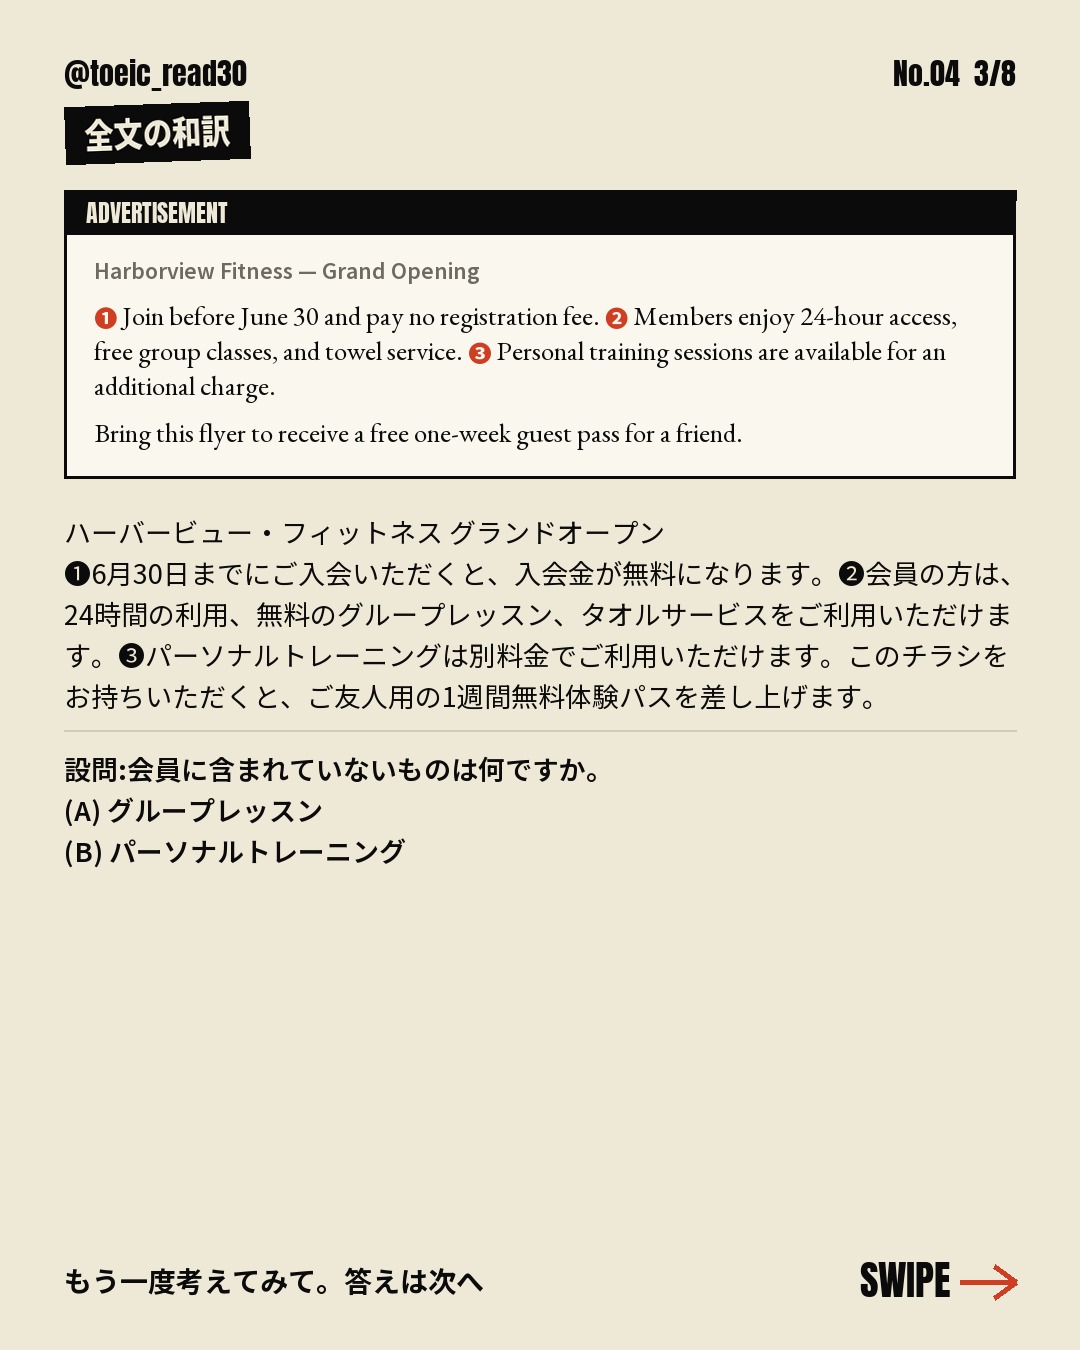 @toeic_read30
No.04 3/8
全文の和訳
ADVERTISEMENT
Harborview Fitness — Grand Opening
❶ Join before June 30 and pay no registration fee. ❷ Members enjoy 24-hour access,
free group classes, and towel service. ❸ Personal training sessions are available for an
additional charge.
Bring this flyer to receive a free one-week guest pass for a friend.
ハーバービュー・フィットネス グランドオープン
❶6月30日までにご入会いただくと、入会金が無料になります。❷会員の方は、
24時間の利用、無料のグループレッスン、タオルサービスをご利用いただけま
す。❸パーソナルトレーニングは別料金でご利用いただけます。このチラシを
お持ちいただくと、ご友人用の1週間無料体験パスを差し上げます。
設問:会員に含まれていないものは何ですか。
(A) グループレッスン
(B) パーソナルトレーニング
もう一度考えてみて。答えは次へ
SWIPE